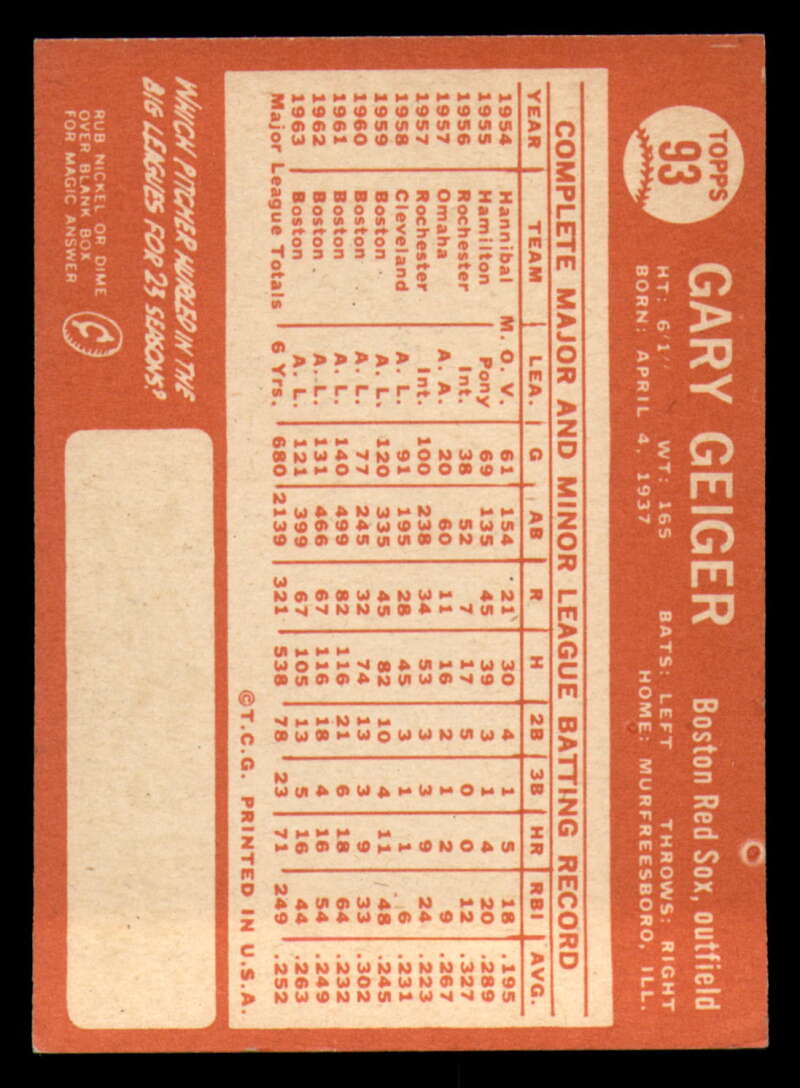 TOPPS
93
GARY GEIGER Boston Red Sox, outfield
HT: 6'1" WT: 165 BATS: LEFT THROWS: RIGHT
BORN: APRIL 4, 1937 HOME: MURFREESBORO, ILL.
COMPLETE MAJOR AND MINOR LEAGUE BATTING RECORD
YEAR TEAM LEA. G AB R H 2B 3B HR RBI AVG.
1954 Hannibal M. O. V. 61 154 21 30 4 1 5 18 .195
1955 Hamilton Pony 69 135 45 39 3 1 4 20 .289
1956 Rochester Int. 38 52 7 17 5 0 0 12 .327
1957 Omaha A. A. 20 60 11 16 2 1 2 9 .267
1957 Rochester Int. 100 238 34 53 3 3 9 24 .223
1958 Cleveland A. L. 91 195 28 45 3 1 1 6 .231
1959 Boston A. L. 120 335 45 82 10 4 11 48 .245
1960 Boston A. L. 77 245 32 74 13 3 9 33 .302
1961 Boston A. L. 140 499 82 116 21 6 18 64 .232
1962 Boston A. L. 131 466 67 116 18 4 16 54 .249
1963 Boston A. L. 121 399 67 105 13 5 16 44 .263
Major League Totals 6 Yrs. 680 2139 321 538 78 23 71 249 .252
©T.C.G. PRINTED IN U.S.A.
WHICH PITCHER HURLED IN THE
BIG LEAGUES FOR 23 SEASONS?
RUB NICKEL OR DIME
OVER BLANK BOX
FOR MAGIC ANSWER